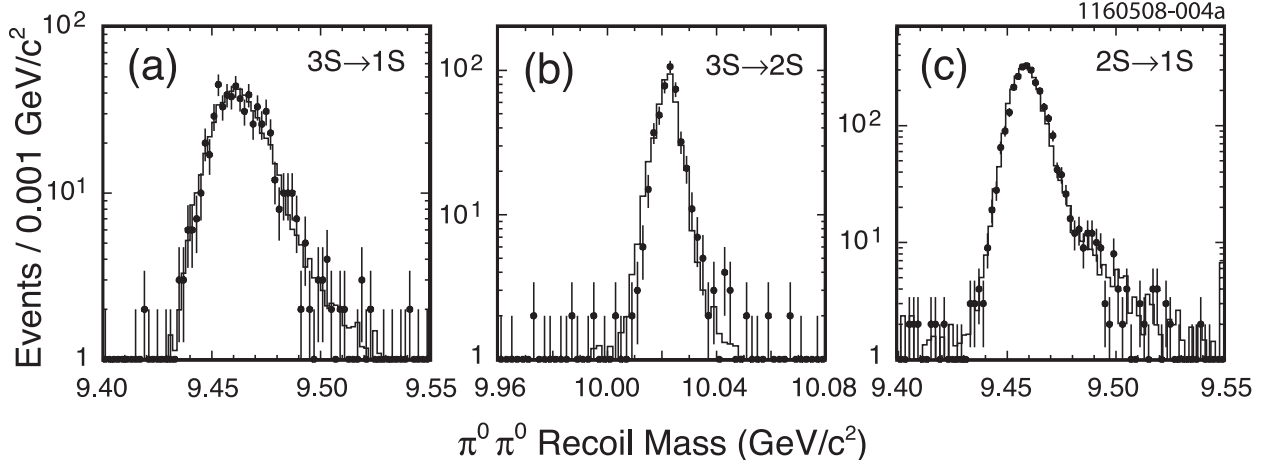 1160508-004a
Events / 0.001 GeV/c²
(a) 3S→1S
10²
10¹
1
9.40 9.45 9.50 9.55
(b) 3S→2S
10²
10¹
1
9.96 10.00 10.04 10.08
(c) 2S→1S
10²
10¹
1
9.40 9.45 9.50 9.55
π⁰ π⁰ Recoil Mass (GeV/c²)